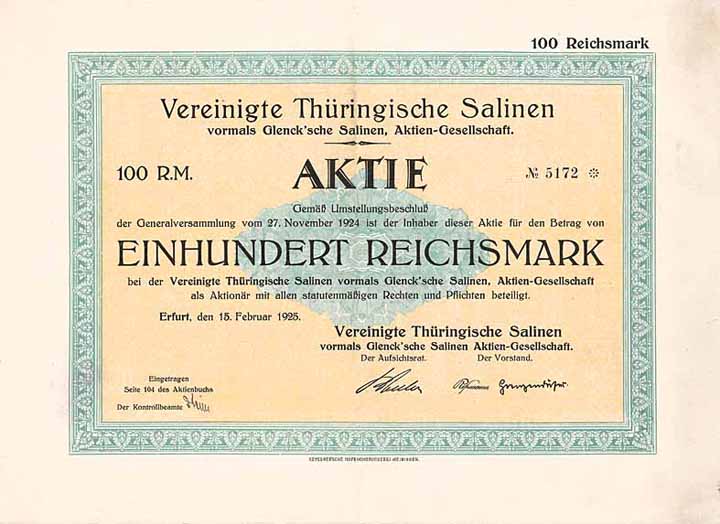 100 Reichsmark
Vereinigte Thüringische Salinen
vormals Glenck'sche Salinen, Aktien-Gesellschaft.
100 R.M.
AKTIE
№ 5172 ※
Gemäß Umstellungsbeschluß
der Generalversammlung vom 27. November 1924 ist der Inhaber dieser Aktie für den Betrag von
EINHUNDERT REICHSMARK
bei der Vereinigte Thüringische Salinen vormals Glenck'sche Salinen, Aktien-Gesellschaft
als Aktionär mit allen statutenmäßigen Rechten und Pflichten beteiligt.
Erfurt, den 15. Februar 1925.
Vereinigte Thüringische Salinen
vormals Glenck'sche Salinen Aktien-Gesellschaft.
Der Aufsichtsrat. Der Vorstand.
Eingetragen
Seite 104 des Aktienbuchs
Der Kontrollbeamte